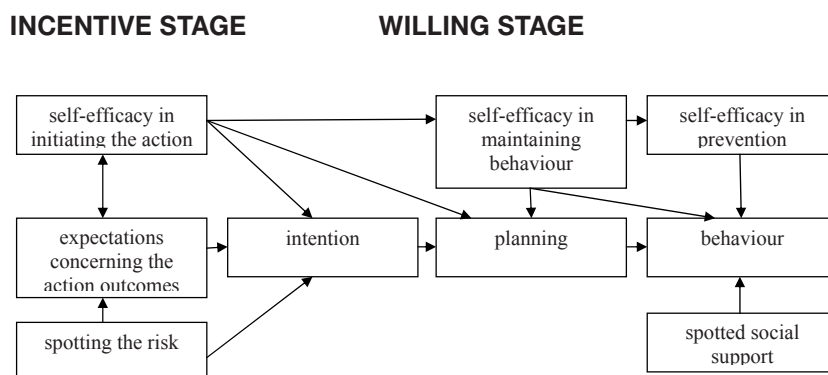 INCENTIVE STAGE
WILLING STAGE
self-efficacy in
initiating the action
self-efficacy in
maintaining
behaviour
self-efficacy in
prevention
expectations
concerning the
action outcomes
intention
planning
behaviour
spotting the risk
spotted social
support